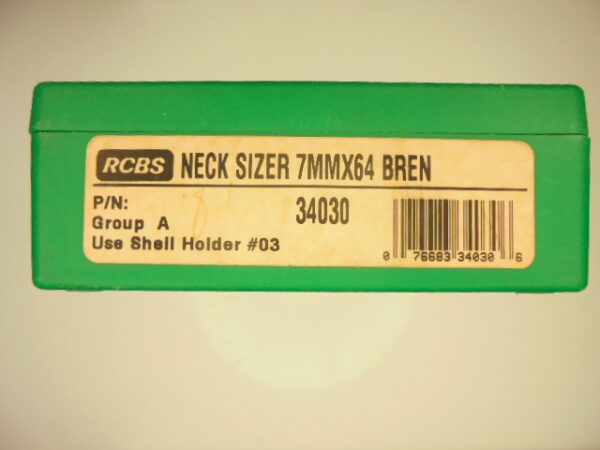 RCBS NECK SIZER 7MMX64 BREN
P/N: 34030
Group A
Use Shell Holder #03
0 76683 34030 6